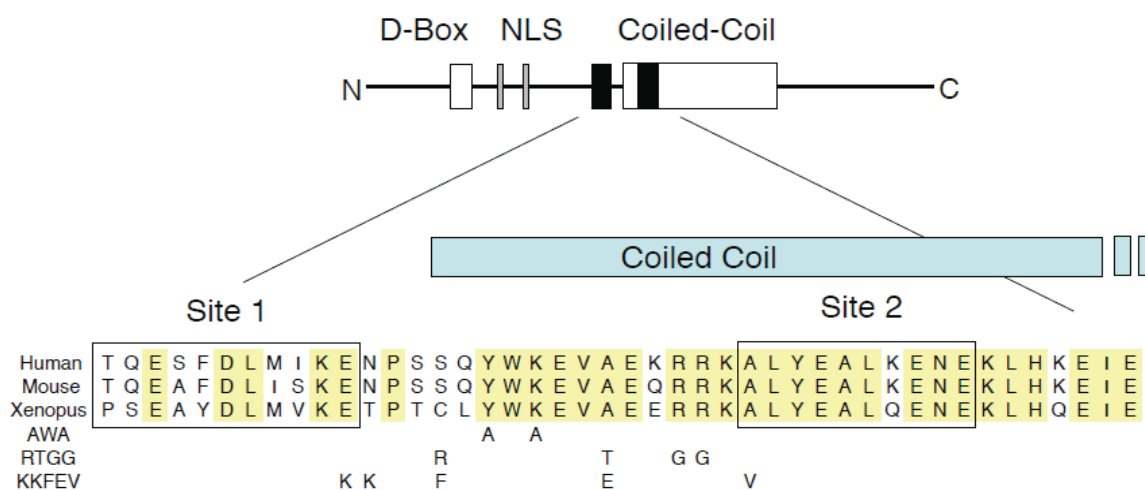 D-Box NLS Coiled-Coil
N C
Coiled Coil
Site 1 Site 2
Human T Q E S F D L M I K E N P S S Q Y W K E V A E K R R K A L Y E A L K E N E K L H K E I E
Mouse T Q E A F D L I S K E N P S S Q Y W K E V A E Q R R K A L Y E A L K E N E K L H K E I E
Xenopus P S E A Y D L M V K E T P T C L Y W K E V A E E R R K A L Y E A L Q E N E K L H Q E I E
AWA A A
RTGG R T G G
KKFEV K K F E V